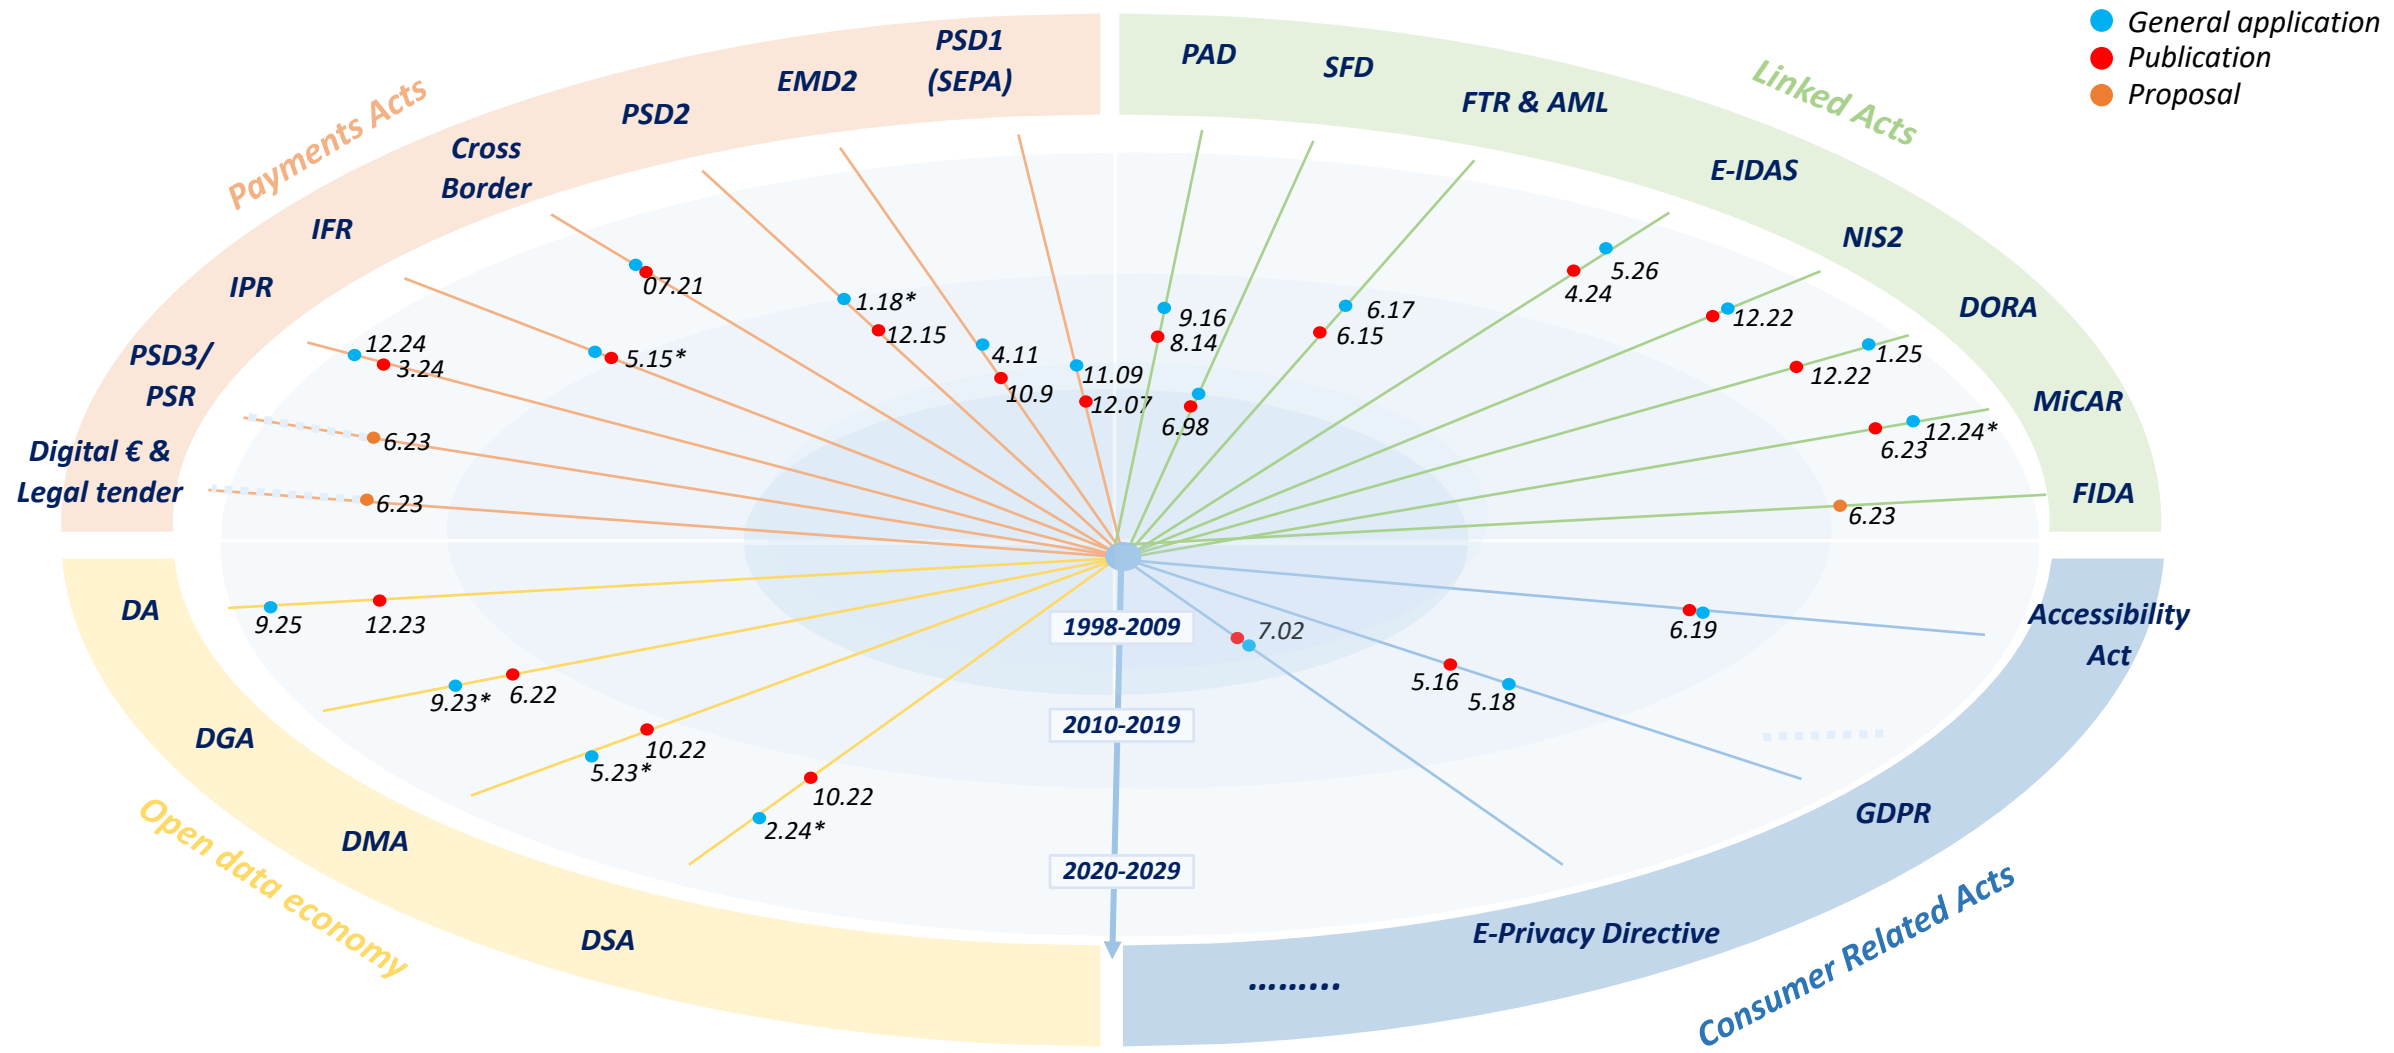 General application
Publication
Proposal
Payments Acts
Linked Acts
Open data economy
Consumer Related Acts
PSD1
(SEPA)
EMD2
PSD2
Cross
Border
IFR
IPR
PSD3/
PSR
Digital € &
Legal tender
PAD
SFD
FTR & AML
E-IDAS
NIS2
DORA
MiCAR
FIDA
Accessibility
Act
GDPR
E-Privacy Directive
.........
DSA
DMA
DGA
DA
07.21
1.18*
12.15
4.11
10.9
11.09
12.07
5.15*
12.24
3.24
6.23
6.23
9.16
8.14
6.98
6.17
6.15
5.26
4.24
12.22
1.25
12.22
12.24*
6.23
6.23
9.25
12.23
9.23*
6.22
10.22
5.23*
10.22
2.24*
1998-2009
2010-2019
2020-2029
7.02
5.16
5.18
6.19